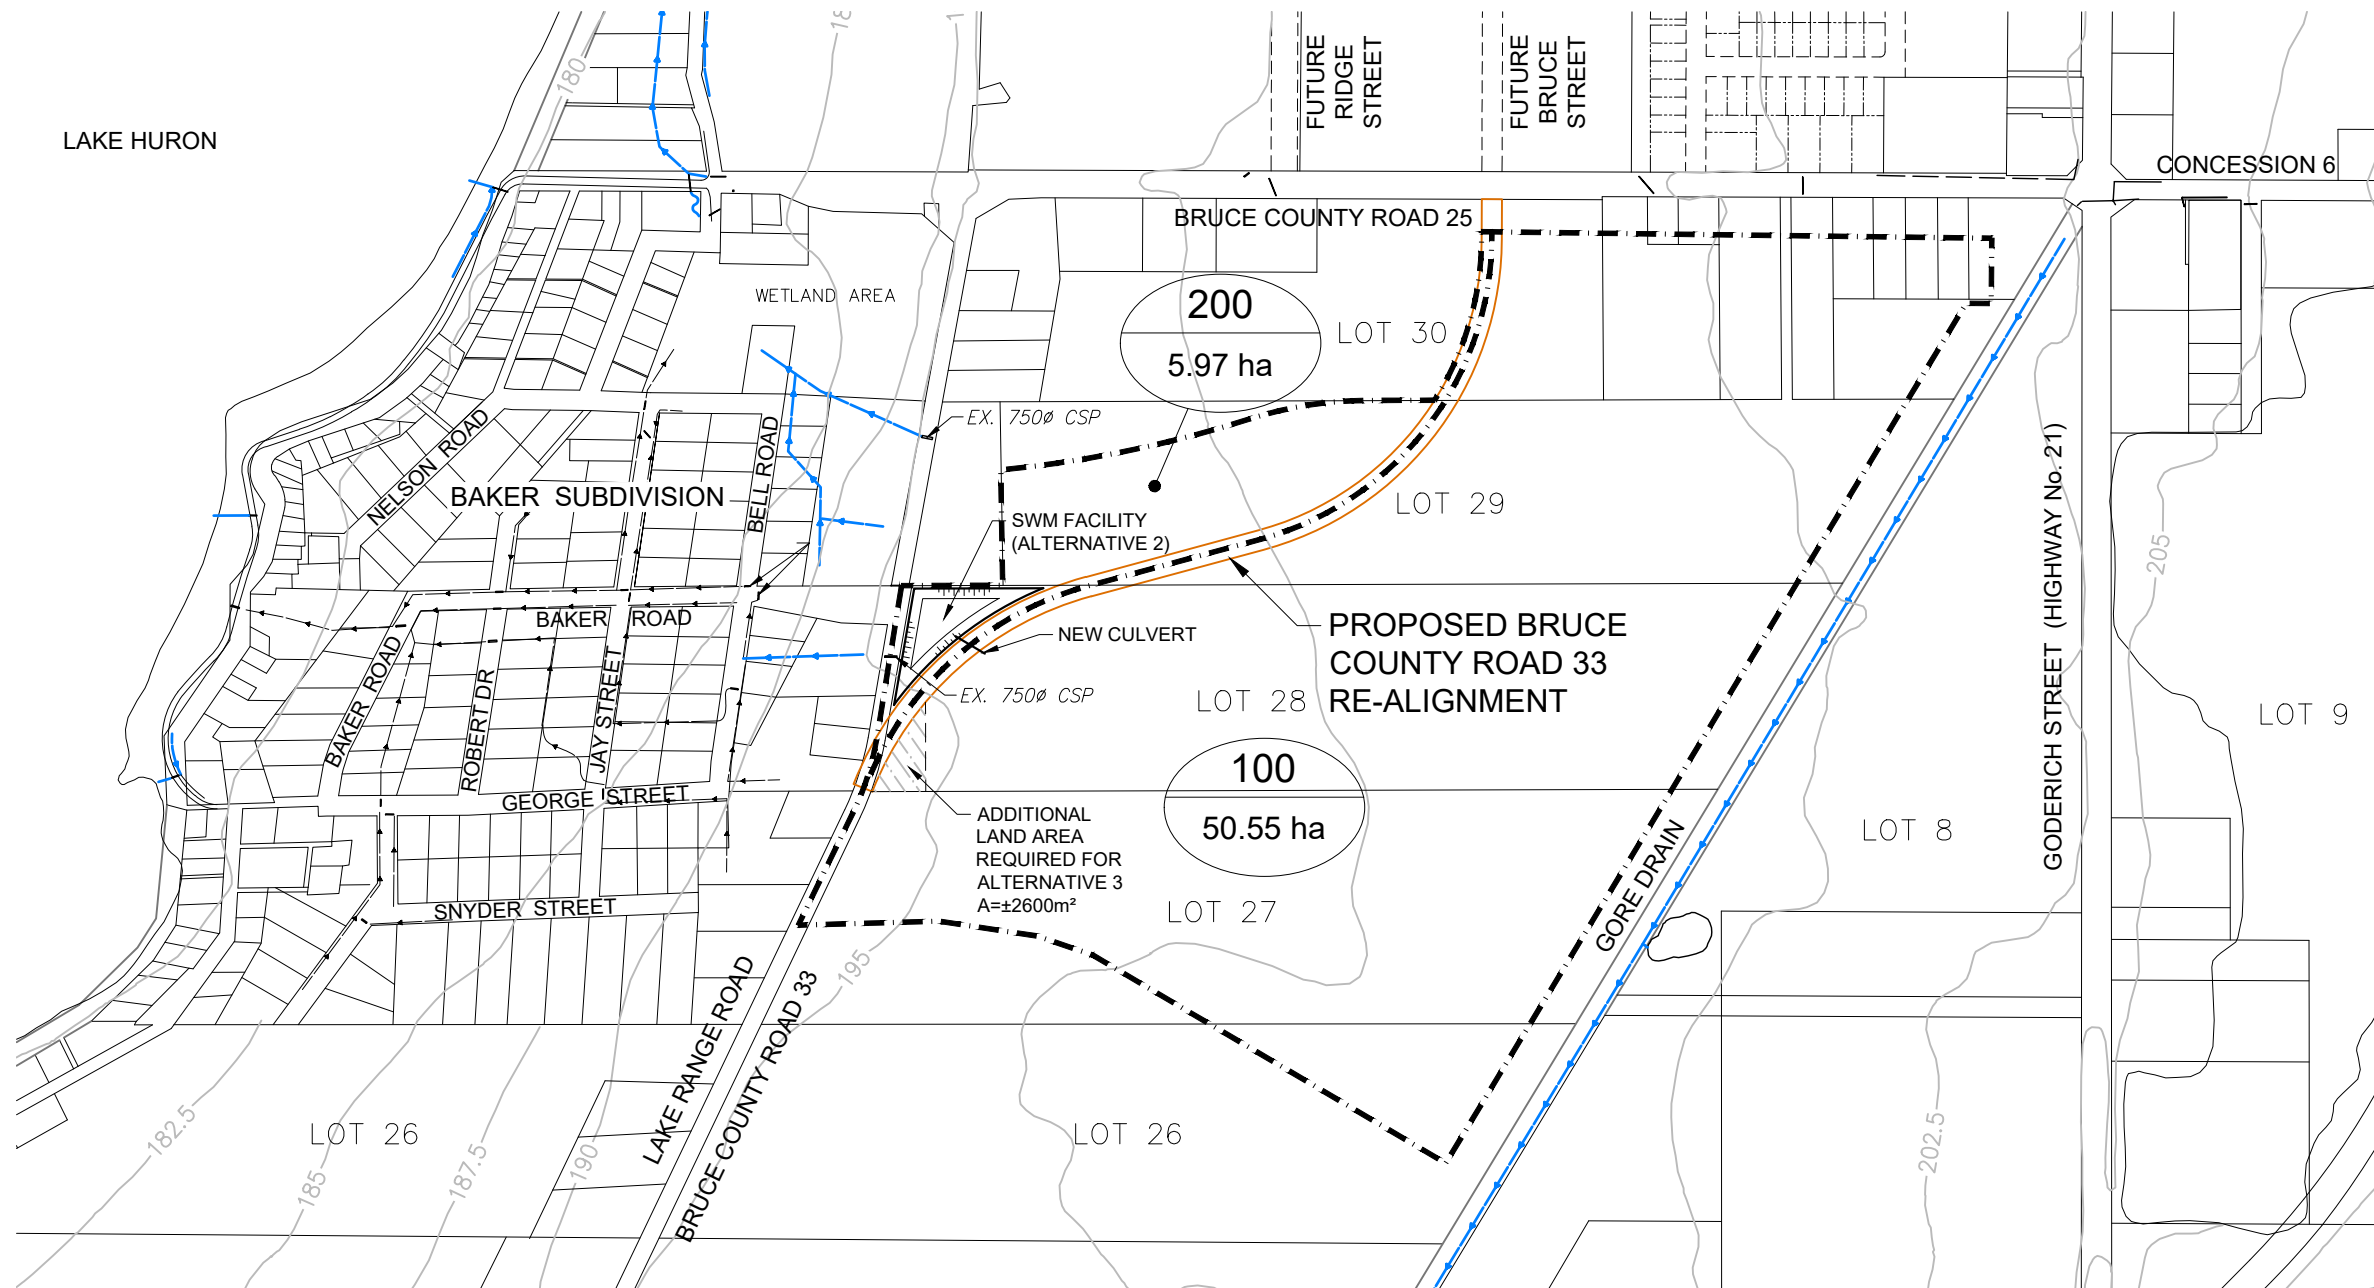 180
18
1
FUTURE
RIDGE
STREET
FUTURE
BRUCE
STREET
LAKE HURON
CONCESSION 6
BRUCE COUNTY ROAD 25
WETLAND AREA
200
5.97 ha
LOT 30
EX. 750ø CSP
NELSON ROAD
BAKER SUBDIVISION
BELL ROAD
LOT 29
SWM FACILITY
(ALTERNATIVE 2)
GODERICH STREET (HIGHWAY No. 21)
205
BAKER ROAD
NEW CULVERT
PROPOSED BRUCE
COUNTY ROAD 33
RE-ALIGNMENT
BAKER ROAD
ROBERT DR
JAY STREET
EX. 750ø CSP
LOT 28
LOT 9
100
50.55 ha
GEORGE STREET
ADDITIONAL
LAND AREA
REQUIRED FOR
ALTERNATIVE 3
A=±2600m²
LOT 8
GORE DRAIN
SNYDER STREET
LOT 27
195
LAKE RANGE ROAD
BRUCE COUNTY ROAD 33
182.5
185
187.5
190
LOT 26
LOT 26
202.5